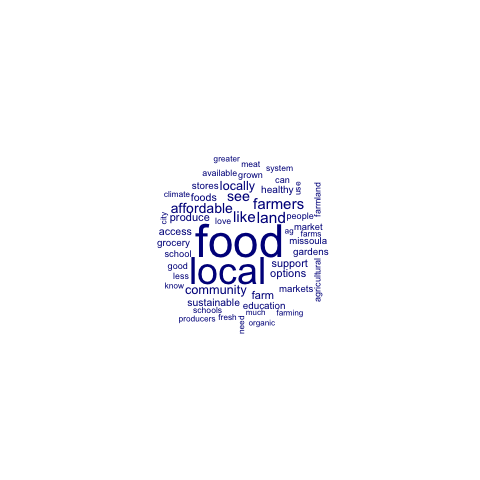 greater
meat
system
available
grown
can
stores
locally
healthy
use
farmland
climate
foods
see
farmers
affordable
city
produce
love
like
land
people
market
access
food
ag
farms
missoula
grocery
gardens
school
good
local
support
options
less
know
community
farm
markets
agricultural
sustainable
education
schools
much
farming
producers
fresh
need
organic